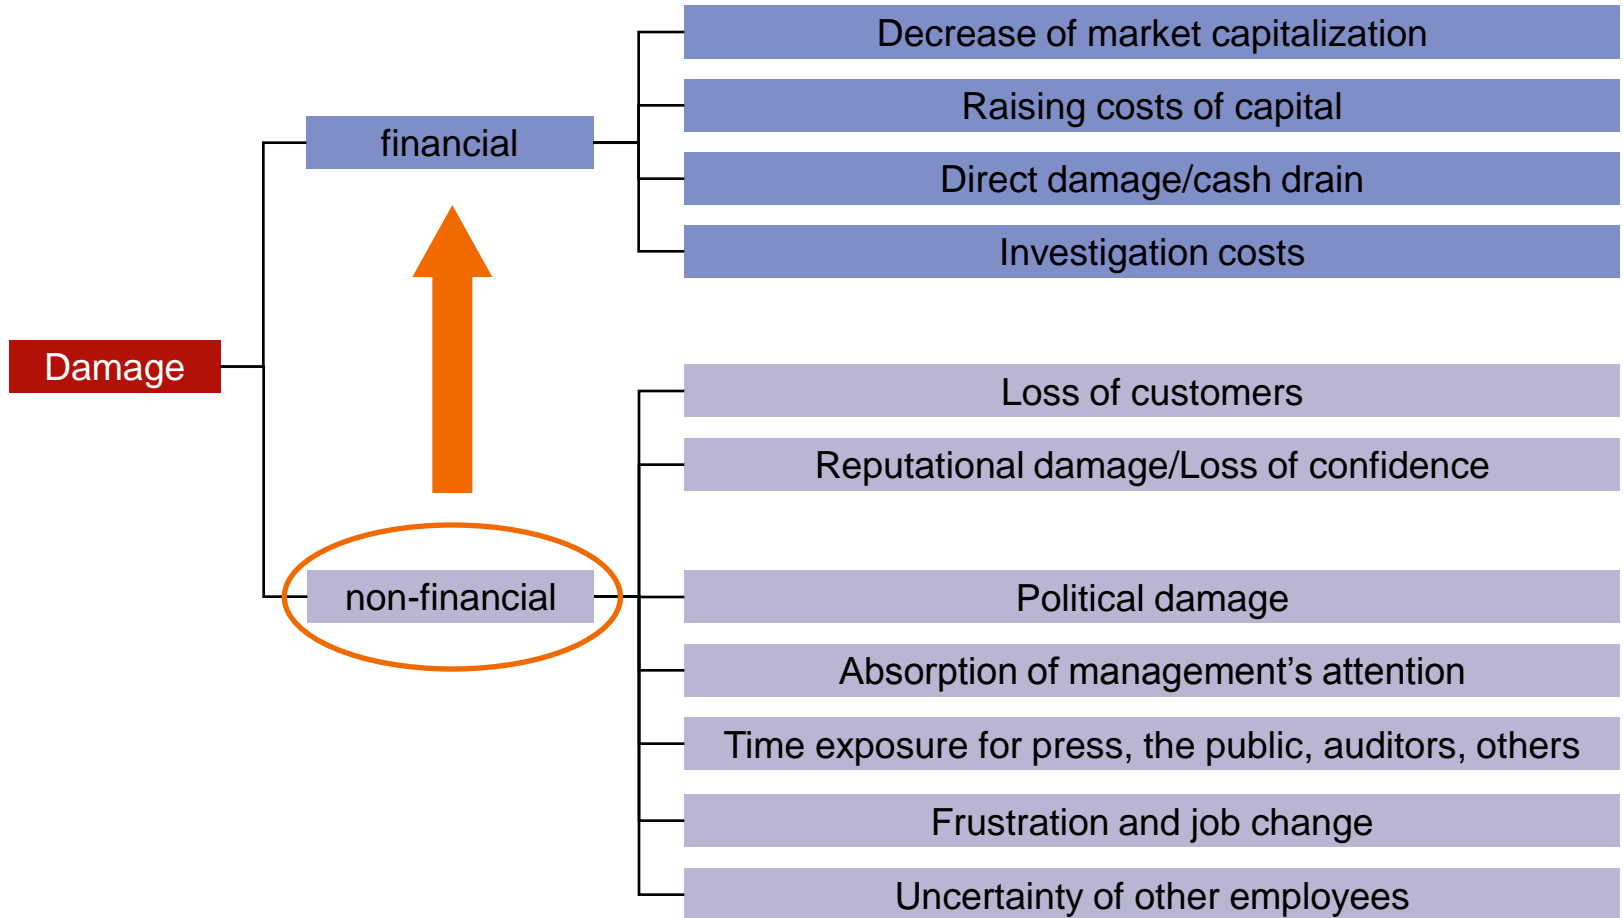 Decrease of market capitalization
Raising costs of capital
financial
Direct damage/cash drain
Investigation costs
Damage
Loss of customers
Reputational damage/Loss of confidence
non-financial
Political damage
Absorption of management’s attention
Time exposure for press, the public, auditors, others
Frustration and job change
Uncertainty of other employees